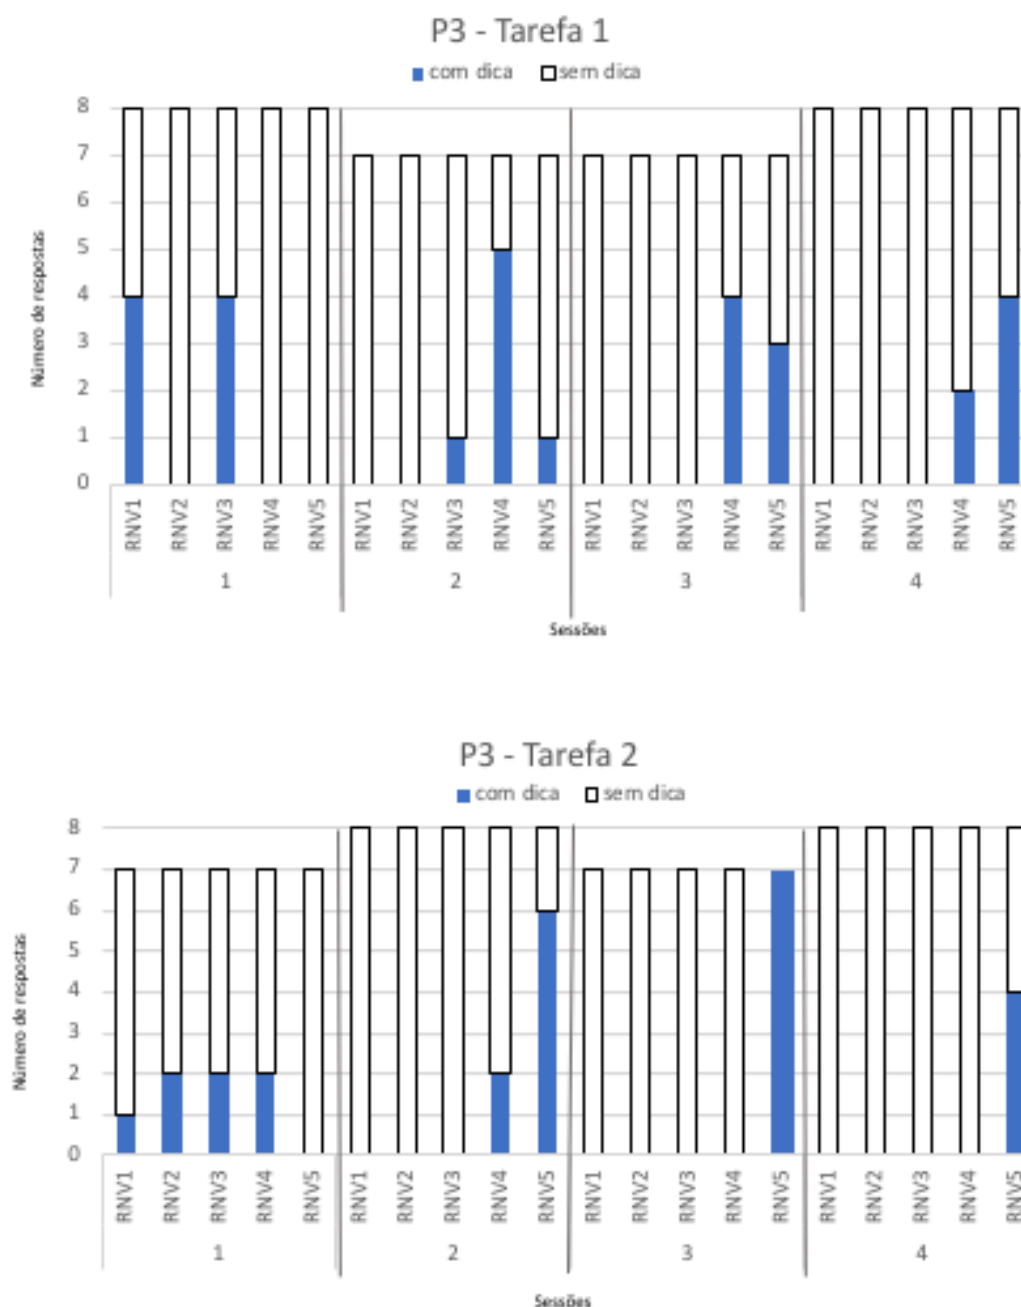 P3 - Tarefa 1
com dica sem dica
8
7
6
5
4
3
2
1
0
Número de respostas
RNV1 RNV2 RNV3 RNV4 RNV5 RNV1 RNV2 RNV3 RNV4 RNV5 RNV1 RNV2 RNV3 RNV4 RNV5 RNV1 RNV2 RNV3 RNV4 RNV5
1 2 3 4
Sessões
P3 - Tarefa 2
com dica sem dica
8
7
6
5
4
3
2
1
0
Número de respostas
RNV1 RNV2 RNV3 RNV4 RNV5 RNV1 RNV2 RNV3 RNV4 RNV5 RNV1 RNV2 RNV3 RNV4 RNV5 RNV1 RNV2 RNV3 RNV4 RNV5
1 2 3 4
Sessões